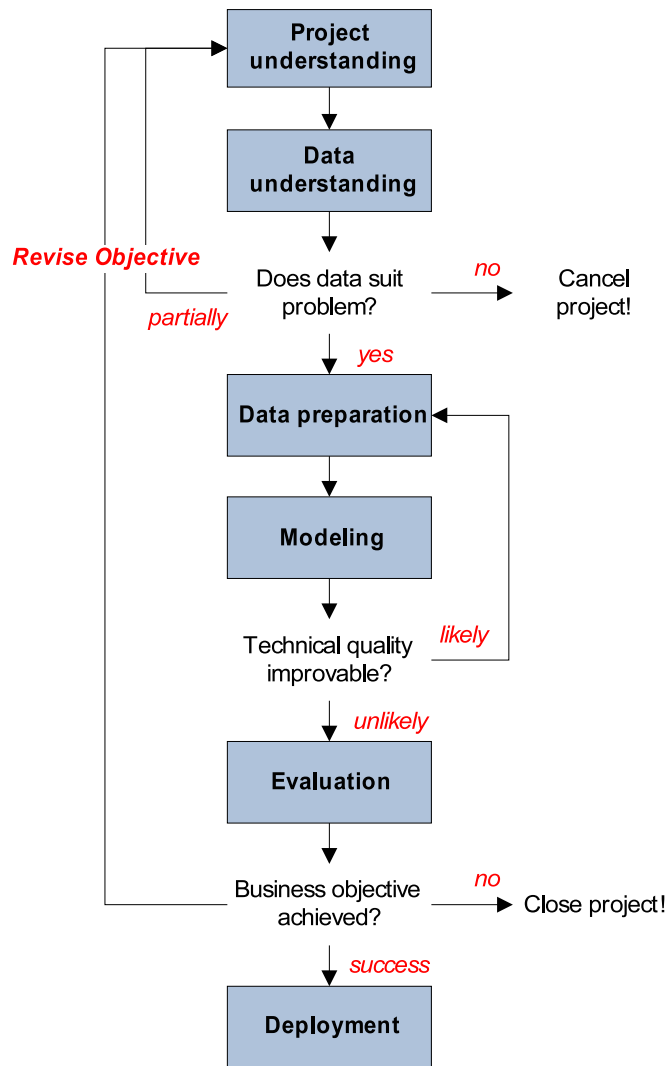 Project
understanding
Data
understanding
Revise Objective
Does data suit
problem?
no
Cancel
project!
partially
yes
Data preparation
Modeling
Technical quality
improvable?
likely
unlikely
Evaluation
Business objective
achieved?
no
Close project!
success
Deployment